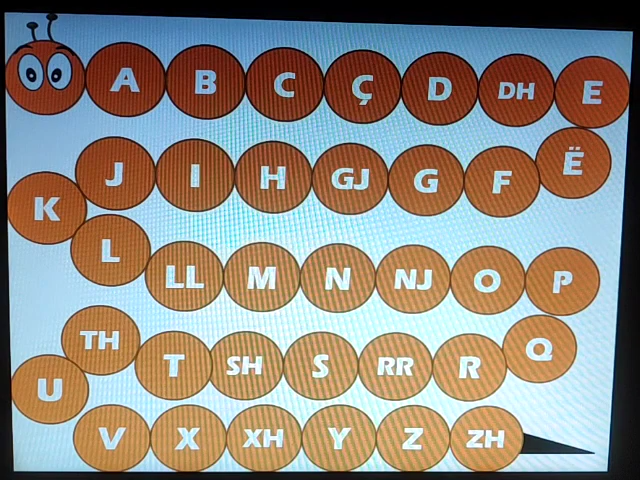 A B C Ç D DH E
Ë
J I H GJ G F
K
L
LL M N NJ O P
Q
TH T SH S RR R
U
V X XH Y Z ZH